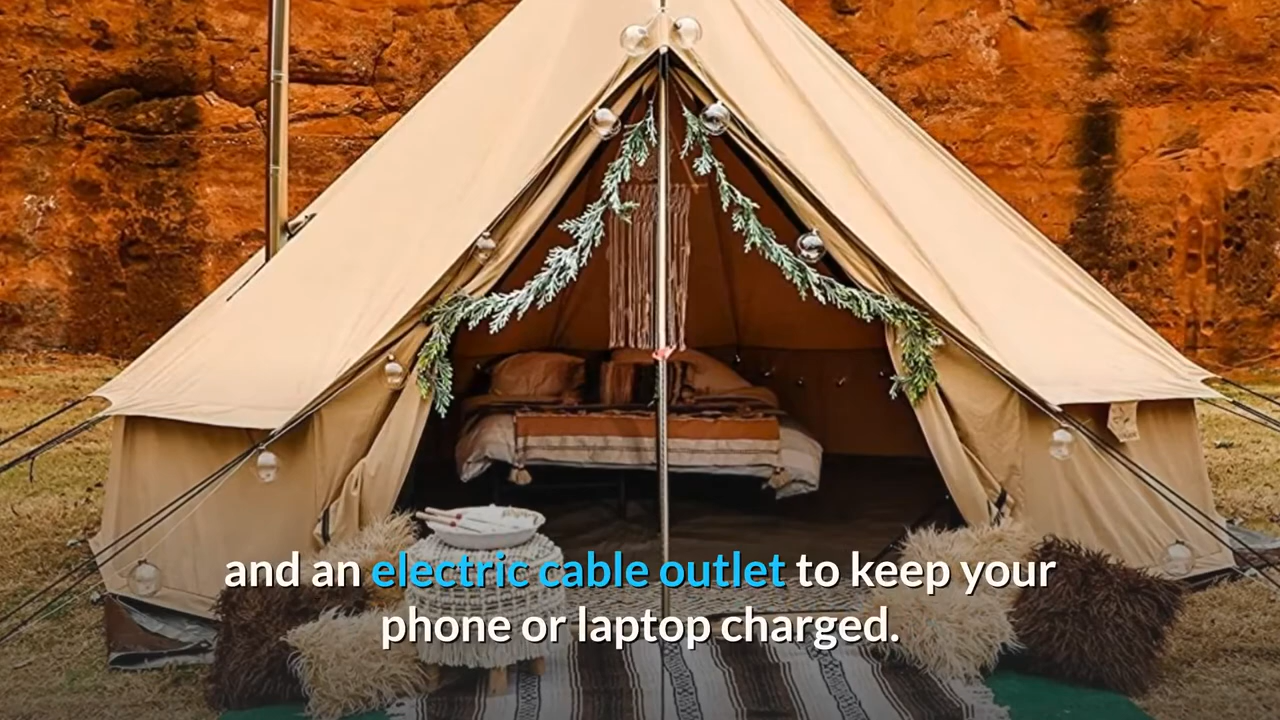 and an electric cable outlet to keep your
phone or laptop charged.